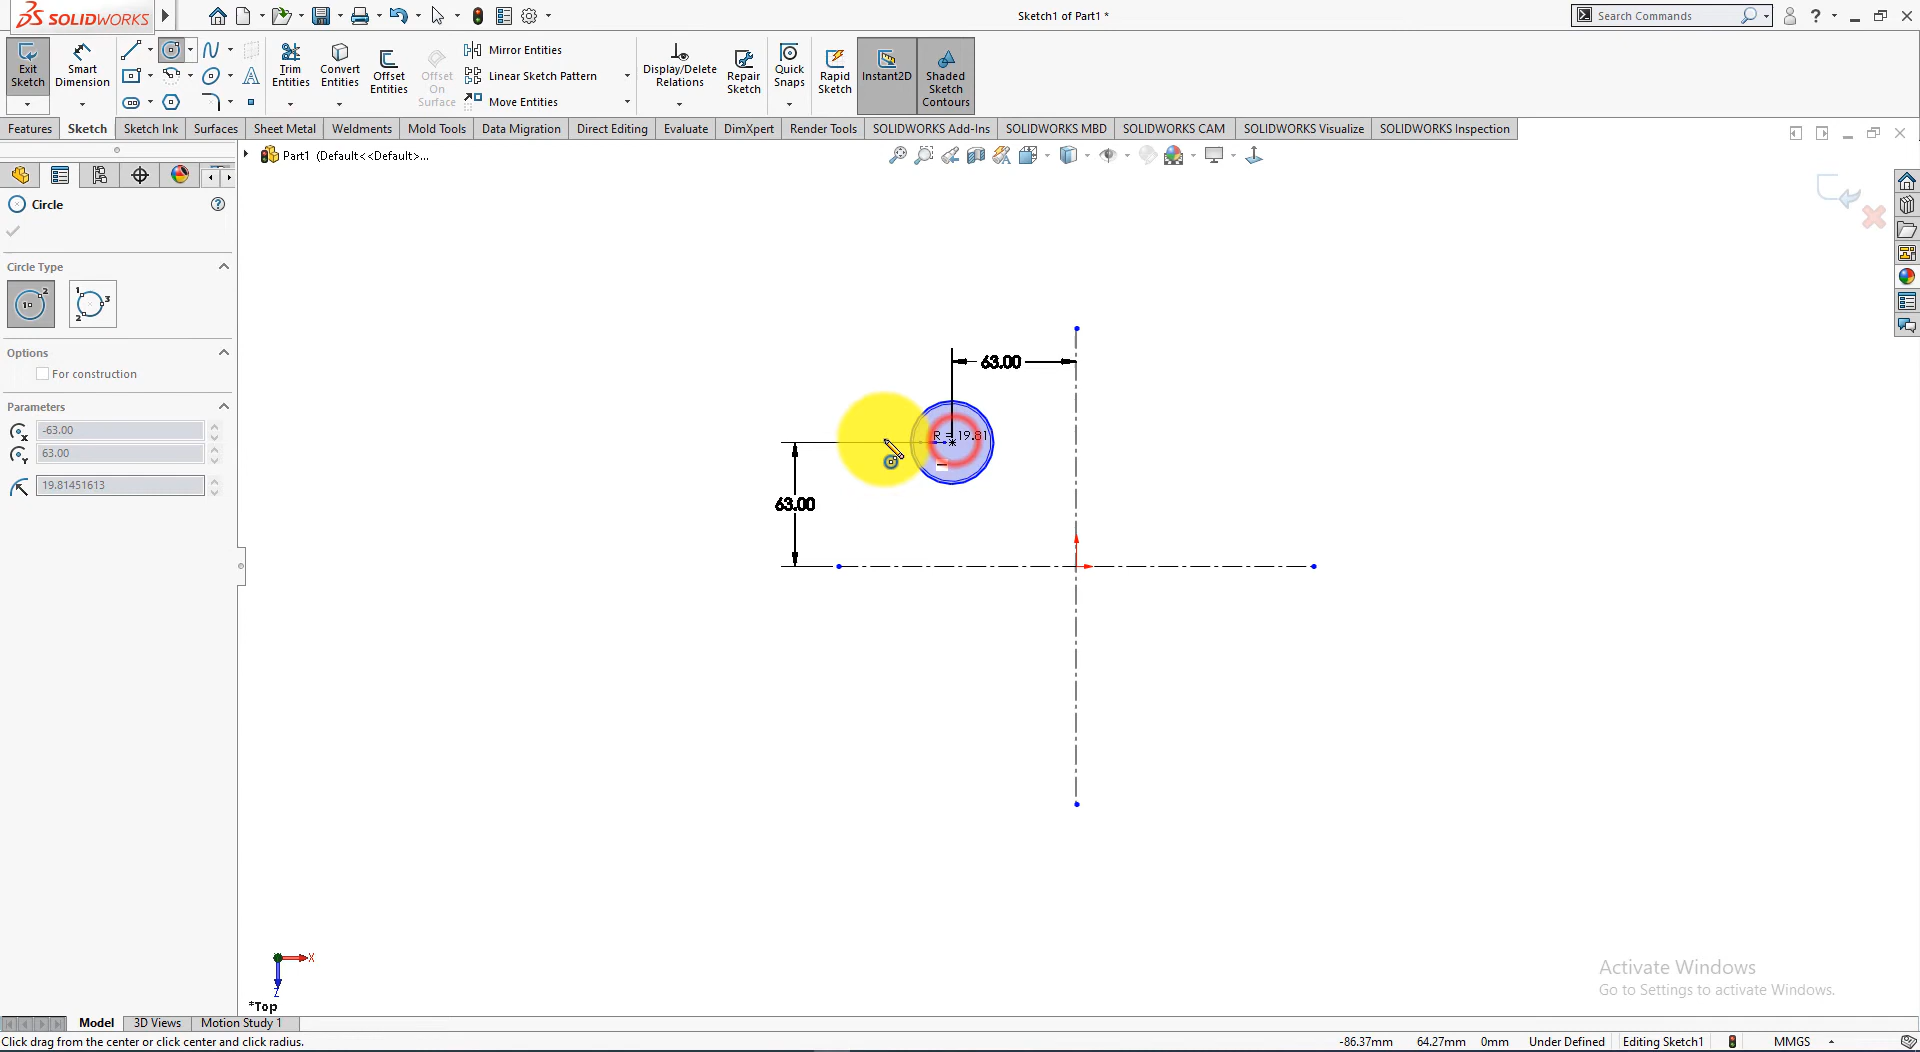 SOLIDWORKS
Sketch1 of Part1 *
Search Commands
Exit Sketch
Smart Dimension
Trim Entities
Convert Entities
Offset Entities
Offset On Surface
Mirror Entities
Linear Sketch Pattern
Move Entities
Display/Delete Relations
Repair Sketch
Quick Snaps
Rapid Sketch
Instant2D
Shaded Sketch Contours
Features
Sketch
Sketch Ink
Surfaces
Sheet Metal
Weldments
Mold Tools
Data Migration
Direct Editing
Evaluate
DimXpert
Render Tools
SOLIDWORKS Add-Ins
SOLIDWORKS MBD
SOLIDWORKS CAM
SOLIDWORKS Visualize
SOLIDWORKS Inspection
Part1 (Default<<Default>...
Circle
Circle Type
Options
For construction
Parameters
-63.00
63.00
19.81451613
63.00
R = 19.81
63.00
X
Z
*Top
Activate Windows
Go to Settings to activate Windows.
Model
3D Views
Motion Study 1
Click drag from the center or click center and click radius.
-86.37mm
64.27mm
0mm
Under Defined
Editing Sketch1
MMGS